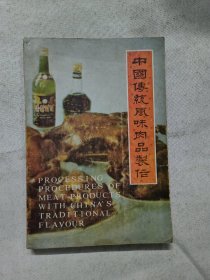 中國傳統風味肉品製作
PROCESSING
PROCEDURES OF
MEAT PRODUCTS
WITH CHINA'S
TRADITIONAL
FLAVOUR